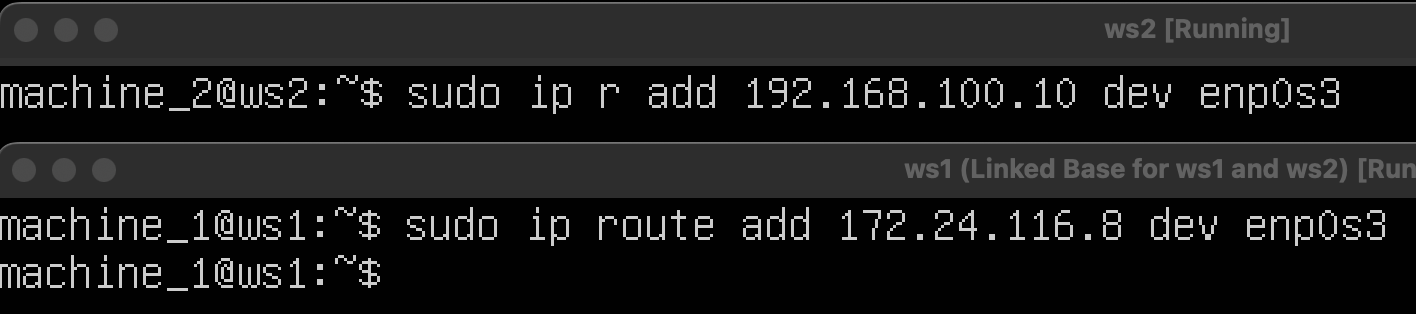 ws2 [Running]
machine_2@ws2:~$ sudo ip r add 192.168.100.10 dev enp0s3
ws1 (Linked Base for ws1 and ws2) [Run
machine_1@ws1:~$ sudo ip route add 172.24.116.8 dev enp0s3
machine_1@ws1:~$